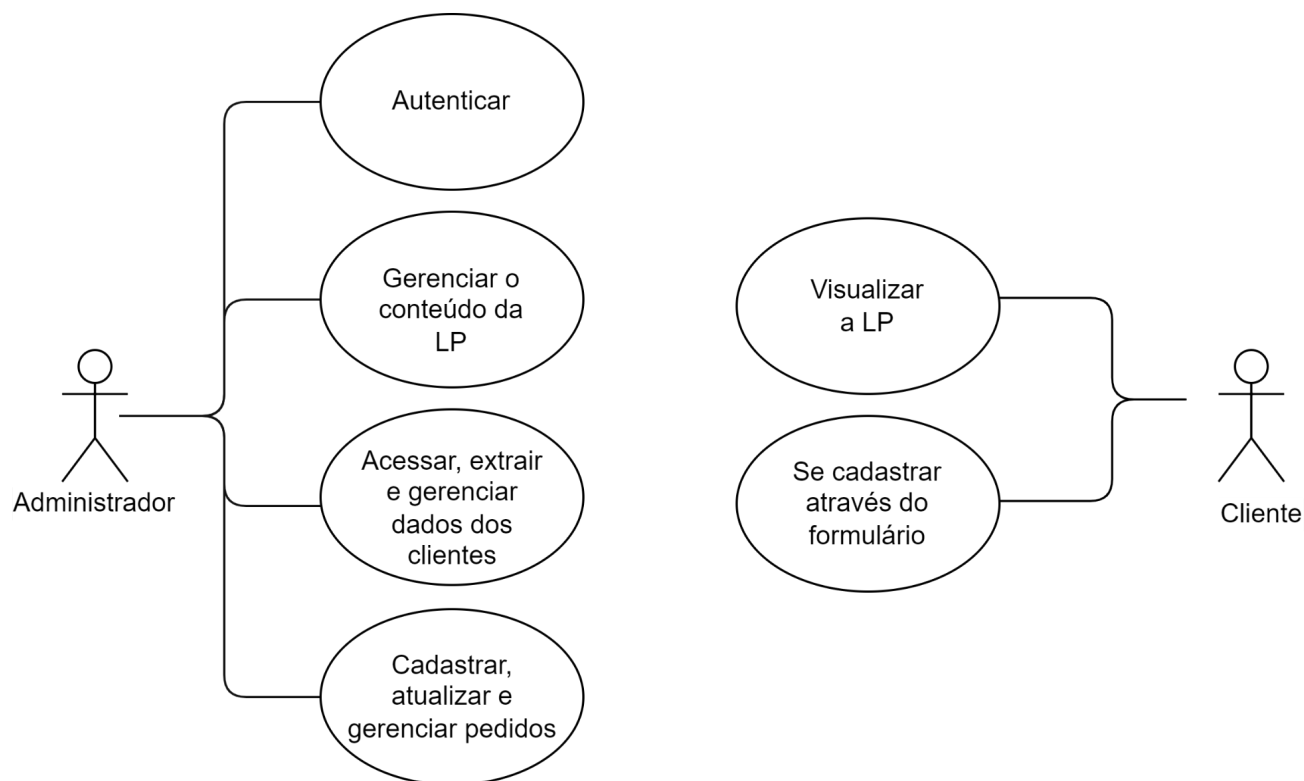 Autenticar
Gerenciar o
conteúdo da
LP
Acessar, extrair
e gerenciar
dados dos
clientes
Cadastrar,
atualizar e
gerenciar pedidos
Administrador
Visualizar
a LP
Se cadastrar
através do
formulário
Cliente